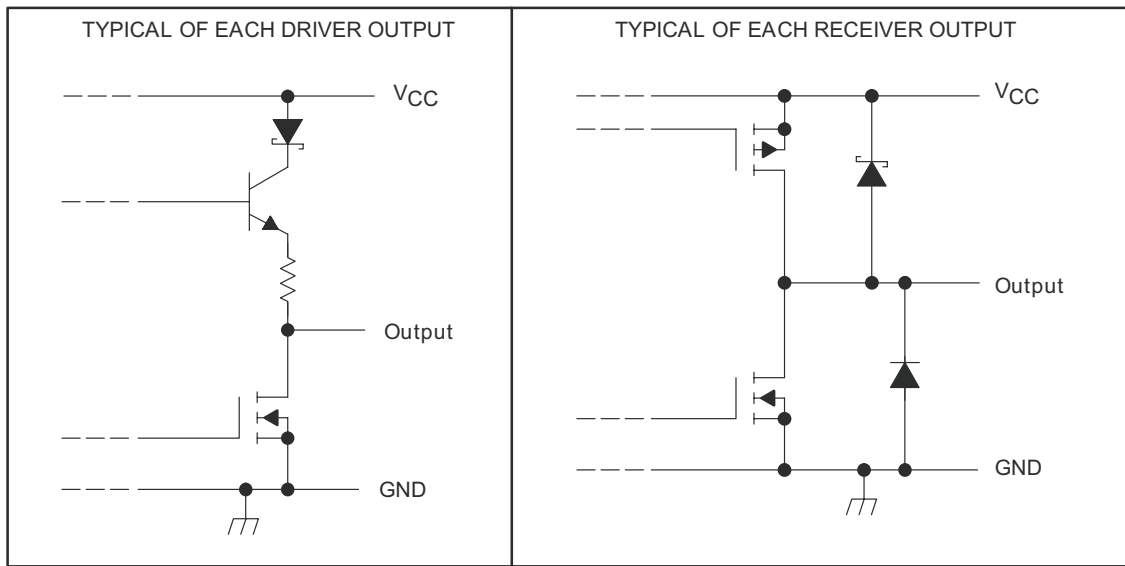 TYPICAL OF EACH DRIVER OUTPUT
VCC
Output
GND
TYPICAL OF EACH RECEIVER OUTPUT
VCC
Output
GND